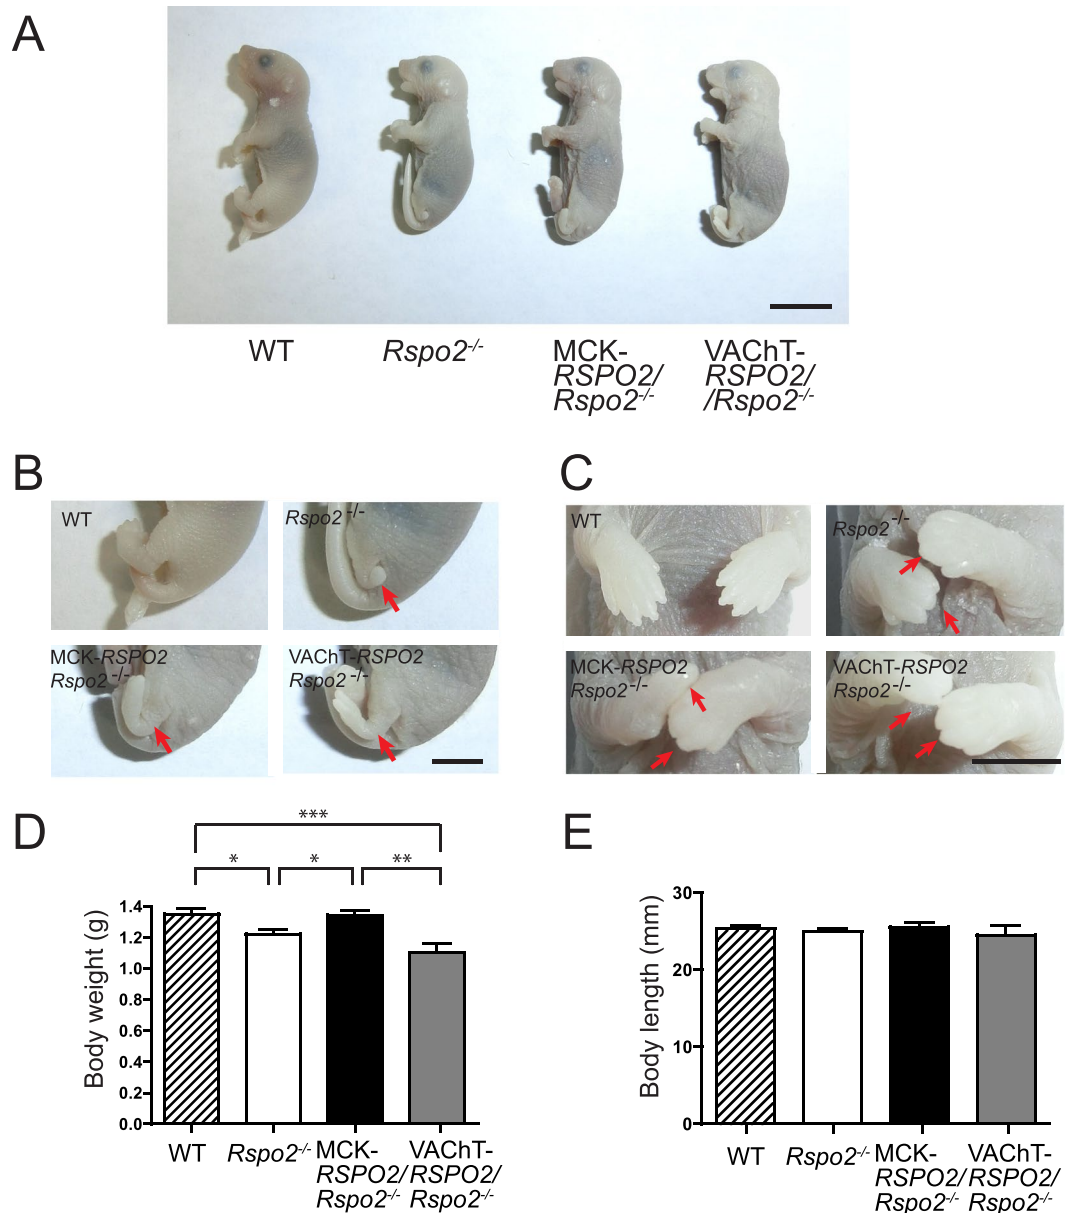 A
WT
Rspo2-/-
MCK-
RSPO2/
Rspo2-/-
VAChT-
RSPO2/
/Rspo2-/-
B
WT
Rspo2-/-
MCK-RSPO2
Rspo2-/-
VAChT-RSPO2
Rspo2-/-
C
WT
Rspo2-/-
MCK-RSPO2
Rspo2-/-
VAChT-RSPO2
Rspo2-/-
D
***
*
*
**
Body weight (g)
1.4
1.2
1.0
0.8
0.6
0.4
0.2
0.0
WT
Rspo2-/-
MCK-
RSPO2/
Rspo2-/-
VAChT-
RSPO2/
Rspo2-/-
E
Body length (mm)
30
20
10
0
WT
Rspo2-/-
MCK-
RSPO2/
Rspo2-/-
VAChT-
RSPO2/
Rspo2-/-